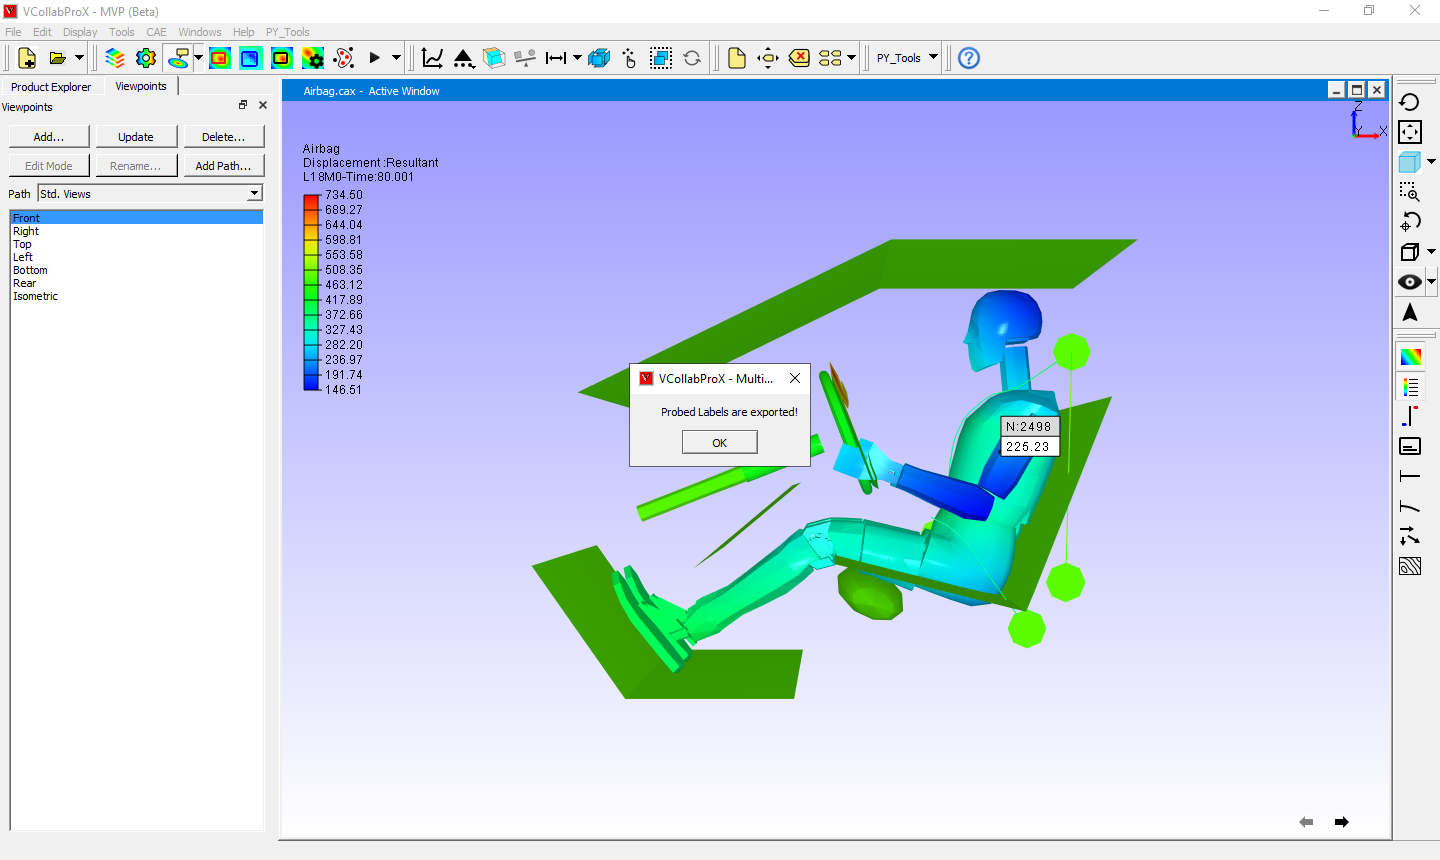 VCollabProX - MVP (Beta)
File Edit Display Tools CAE Windows Help PY_Tools
PY_Tools
Product Explorer Viewpoints
Viewpoints
Add... Update Delete...
Edit Mode Rename... Add Path...
Path Std. Views
Front
Right
Top
Left
Bottom
Rear
Isometric
Airbag.cax - Active Window
Z
Y X
Airbag
Displacement :Resultant
L18M0-Time:80.001
734.50
689.27
644.04
598.81
553.58
508.35
463.12
417.89
372.66
327.43
282.20
236.97
191.74
146.51
VCollabProX - Multi...
Probed Labels are exported!
OK
N:2498
225.23